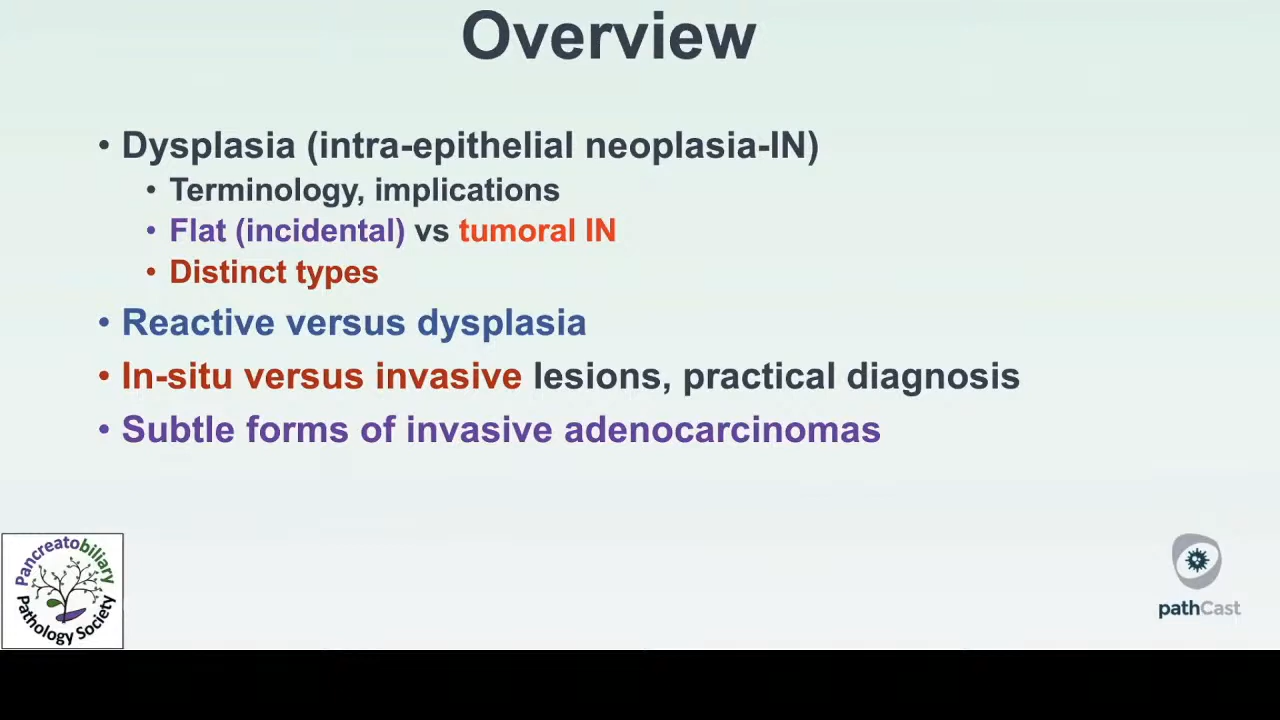 Overview
• Dysplasia (intra-epithelial neoplasia-IN)
• Terminology, implications
• Flat (incidental) vs tumoral IN
• Distinct types
• Reactive versus dysplasia
• In-situ versus invasive lesions, practical diagnosis
• Subtle forms of invasive adenocarcinomas
Pancreatobiliary
Pathology Society
pathCast